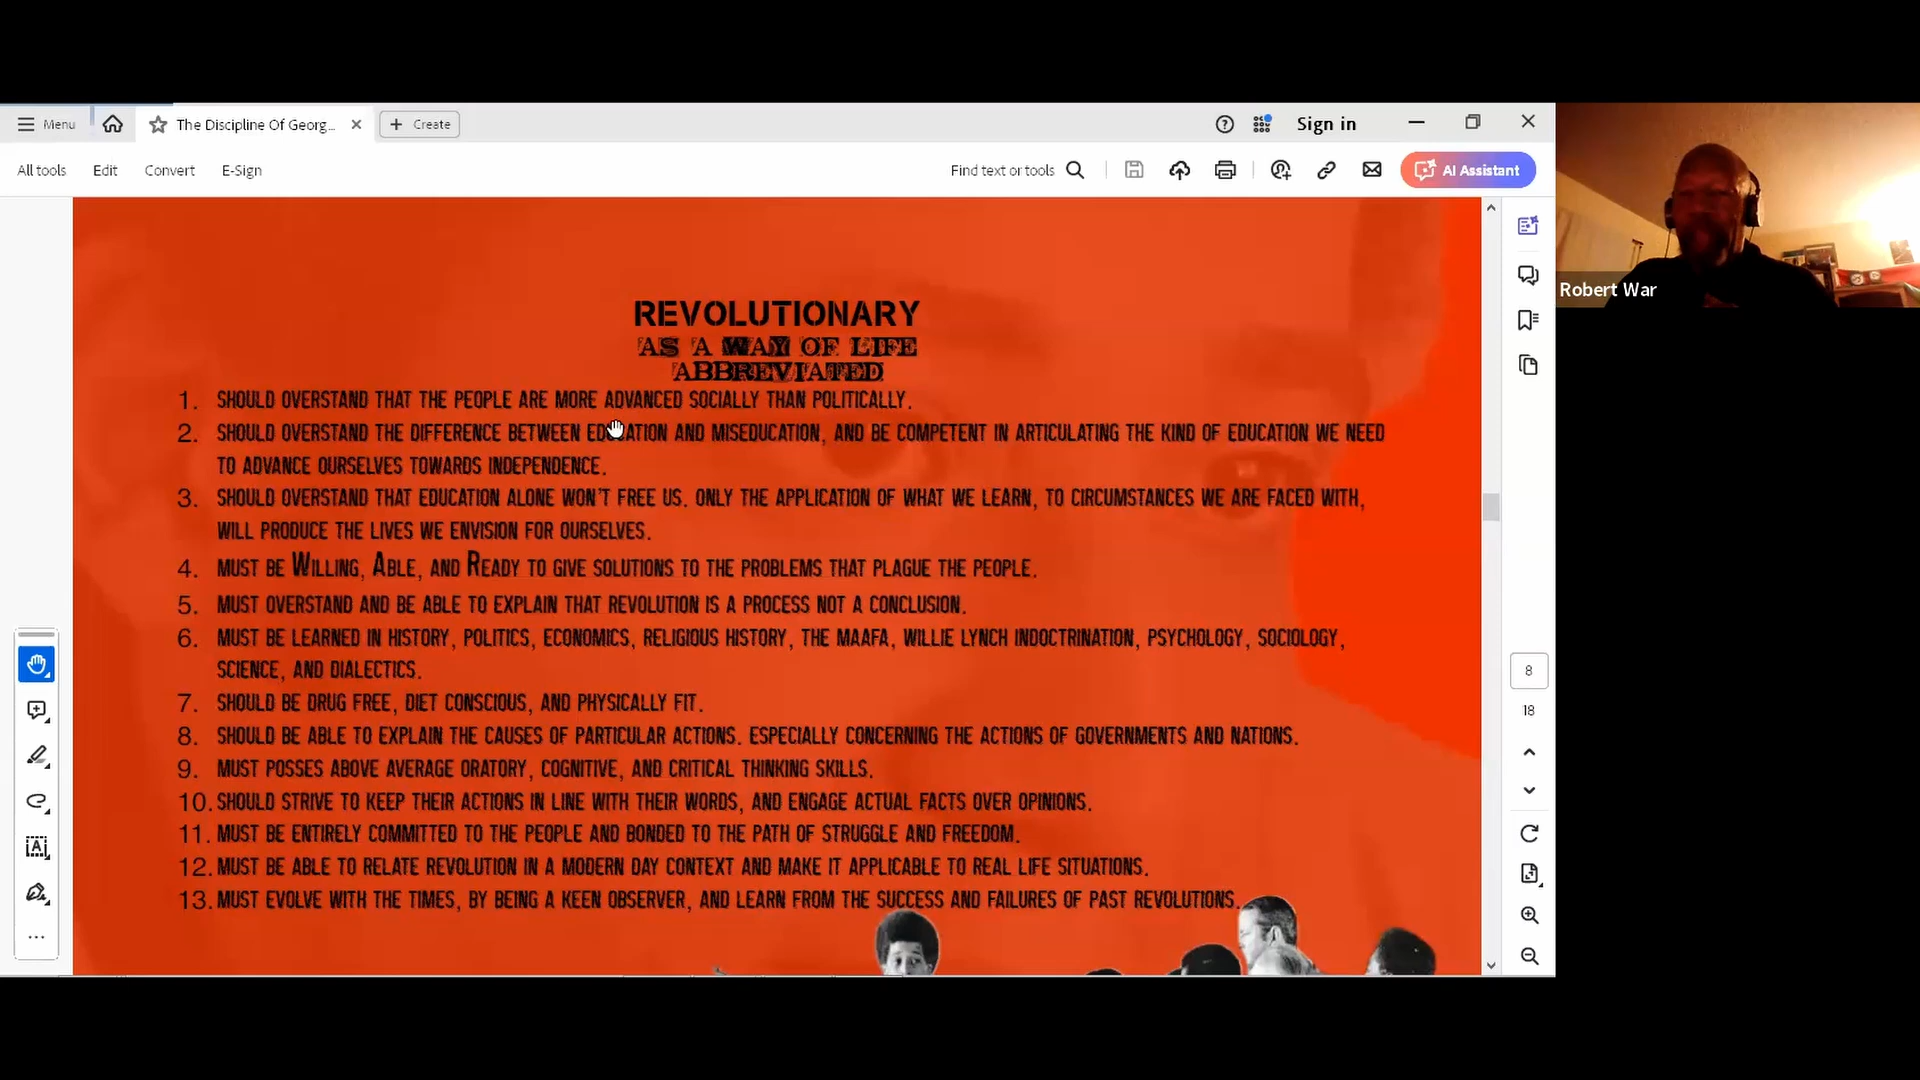 Menu
The Discipline Of Georg...
Create
Sign in
All tools
Edit
Convert
E-Sign
Find text or tools
AI Assistant
Robert War
REVOLUTIONARY
AS A WAY OF LIFE
ABBREVIATED
1. SHOULD OVERSTAND THAT THE PEOPLE ARE MORE ADVANCED SOCIALLY THAN POLITICALLY.
2. SHOULD OVERSTAND THE DIFFERENCE BETWEEN EDUCATION AND MISEDUCATION, AND BE COMPETENT IN ARTICULATING THE KIND OF EDUCATION WE NEED
TO ADVANCE OURSELVES TOWARDS INDEPENDENCE.
3. SHOULD OVERSTAND THAT EDUCATION ALONE WON'T FREE US. ONLY THE APPLICATION OF WHAT WE LEARN, TO CIRCUMSTANCES WE ARE FACED WITH,
WILL PRODUCE THE LIVES WE ENVISION FOR OURSELVES.
4. MUST BE WILLING, ABLE, AND READY TO GIVE SOLUTIONS TO THE PROBLEMS THAT PLAGUE THE PEOPLE.
5. MUST OVERSTAND AND BE ABLE TO EXPLAIN THAT REVOLUTION IS A PROCESS NOT A CONCLUSION.
6. MUST BE LEARNED IN HISTORY, POLITICS, ECONOMICS, RELIGIOUS HISTORY, THE MAAFA, WILLIE LYNCH INDOCTRINATION, PSYCHOLOGY, SOCIOLOGY,
SCIENCE, AND DIALECTICS.
7. SHOULD BE DRUG FREE, DIET CONSCIOUS, AND PHYSICALLY FIT.
8. SHOULD BE ABLE TO EXPLAIN THE CAUSES OF PARTICULAR ACTIONS. ESPECIALLY CONCERNING THE ACTIONS OF GOVERNMENTS AND NATIONS.
9. MUST POSSES ABOVE AVERAGE ORATORY, COGNITIVE, AND CRITICAL THINKING SKILLS.
10. SHOULD STRIVE TO KEEP THEIR ACTIONS IN LINE WITH THEIR WORDS, AND ENGAGE ACTUAL FACTS OVER OPINIONS.
11. MUST BE ENTIRELY COMMITTED TO THE PEOPLE AND BONDED TO THE PATH OF STRUGGLE AND FREEDOM.
12. MUST BE ABLE TO RELATE REVOLUTION IN A MODERN DAY CONTEXT AND MAKE IT APPLICABLE TO REAL LIFE SITUATIONS.
13. MUST EVOLVE WITH THE TIMES, BY BEING A KEEN OBSERVER, AND LEARN FROM THE SUCCESS AND FAILURES OF PAST REVOLUTIONS.
8
18